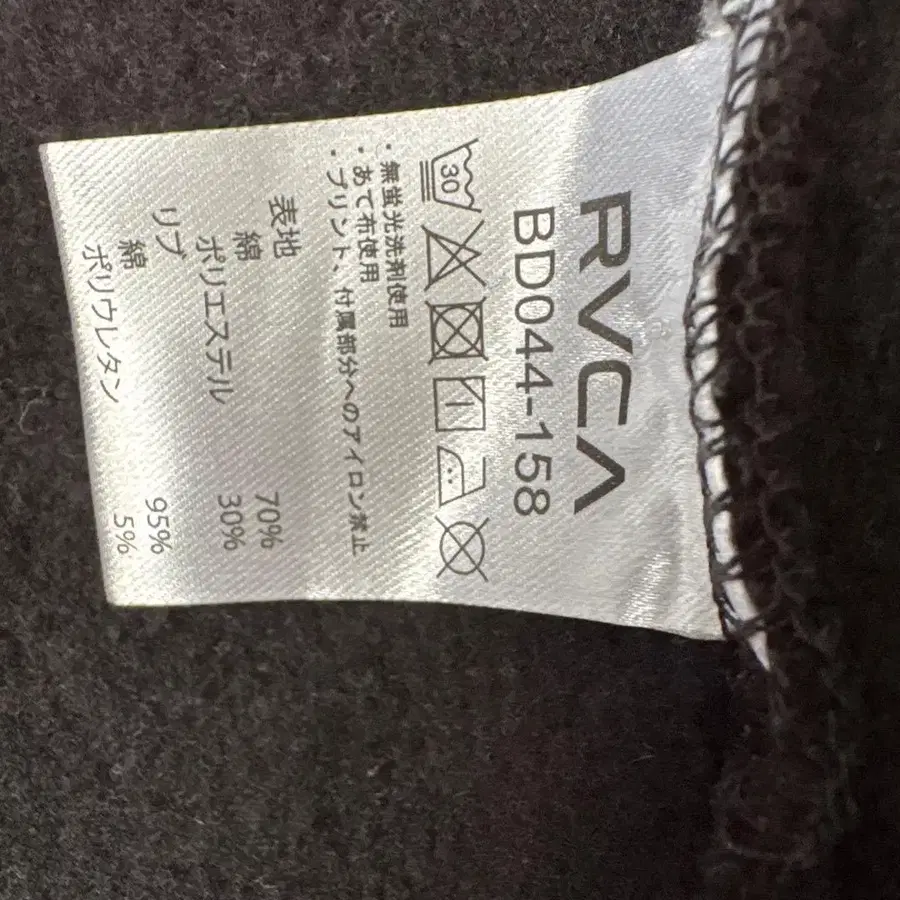 RVCA
BD044-158
30
・無蛍光洗剤使用
・あて布使用
・プリント、付属部分へのアイロン禁止
表地
綿 70%
ポリエステル 30%
リブ
綿 95%
ポリウレタン 5%